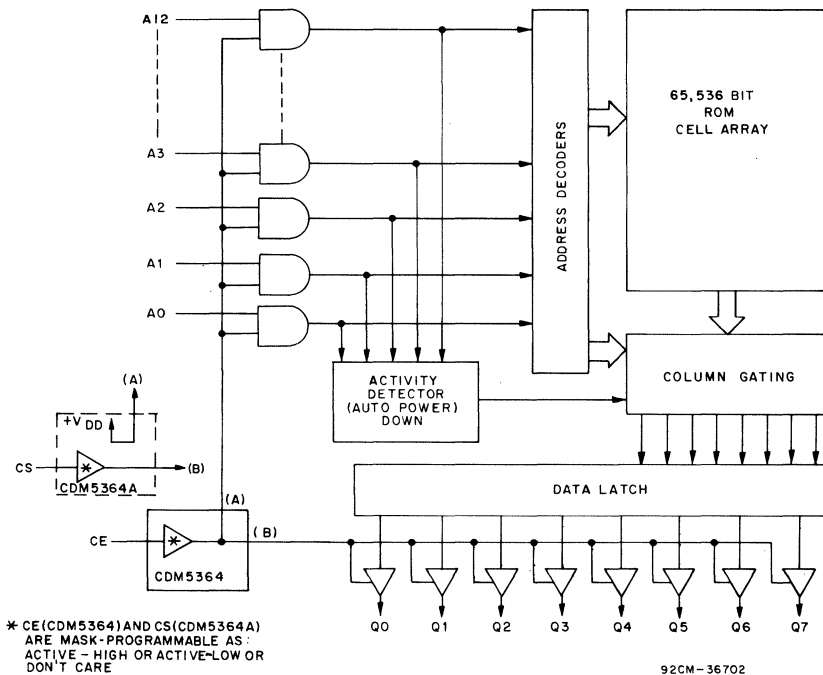 A12
A3
A2
A1
A0
ADDRESS DECODERS
65,536 BIT
ROM
CELL ARRAY
ACTIVITY
DETECTOR
(AUTO POWER)
DOWN
COLUMN GATING
(A)
+VDD
CS
*
(B)
CDM5364A
DATA LATCH
(A)
(B)
CE
*
CDM5364
Q0 Q1 Q2 Q3 Q4 Q5 Q6 Q7
* CE(CDM5364) AND CS(CDM5364A)
ARE MASK-PROGRAMMABLE AS:
ACTIVE-HIGH OR ACTIVE-LOW OR
DON'T CARE
92CM-36702